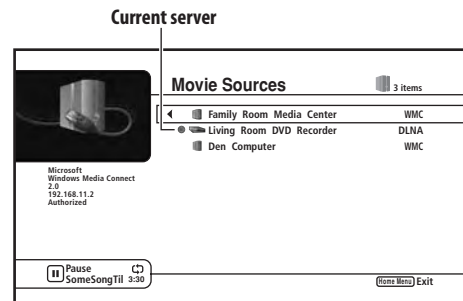 Current server
Movie Sources
3 items
Family Room Media Center WMC
Living Room DVD Recorder DLNA
Den Computer WMC
Microsoft
Windows Media Connect
2.0
192.168.11.2
Authorized
Pause
SomeSongTil 3:30
Home Menu Exit